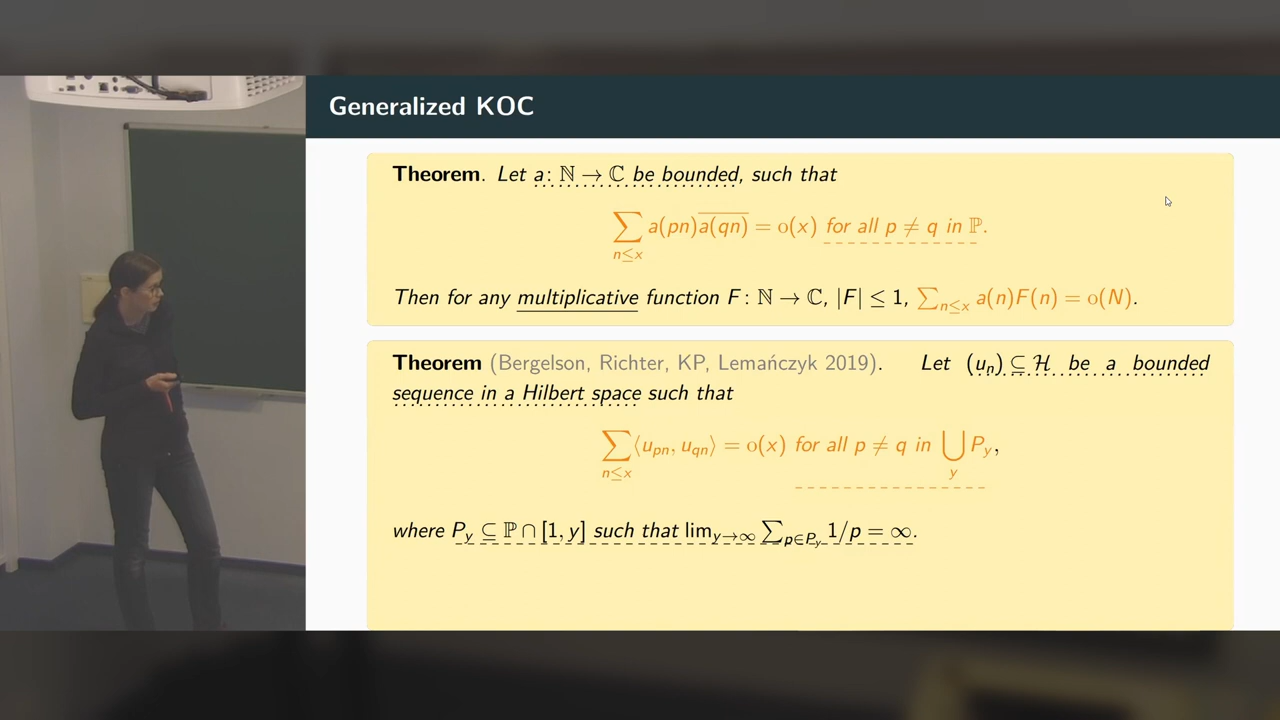 Generalized KOC
Theorem. Let a: ℕ → ℂ be bounded, such that
∑_{n≤x} a(pn)\overline{a(qn)} = o(x) for all p ≠ q in ℙ.
Then for any multiplicative function F: ℕ → ℂ, |F| ≤ 1, ∑_{n≤x} a(n)F(n) = o(N).
Theorem (Bergelson, Richter, KP, Lemańczyk 2019). Let (u_n) ⊆ ℋ be a bounded
sequence in a Hilbert space such that
∑_{n≤x} ⟨u_{pn}, u_{qn}⟩ = o(x) for all p ≠ q in ⋃_y P_y,
where P_y ⊆ ℙ ∩ [1, y] such that lim_{y→∞} ∑_{p∈P_y} 1/p = ∞.